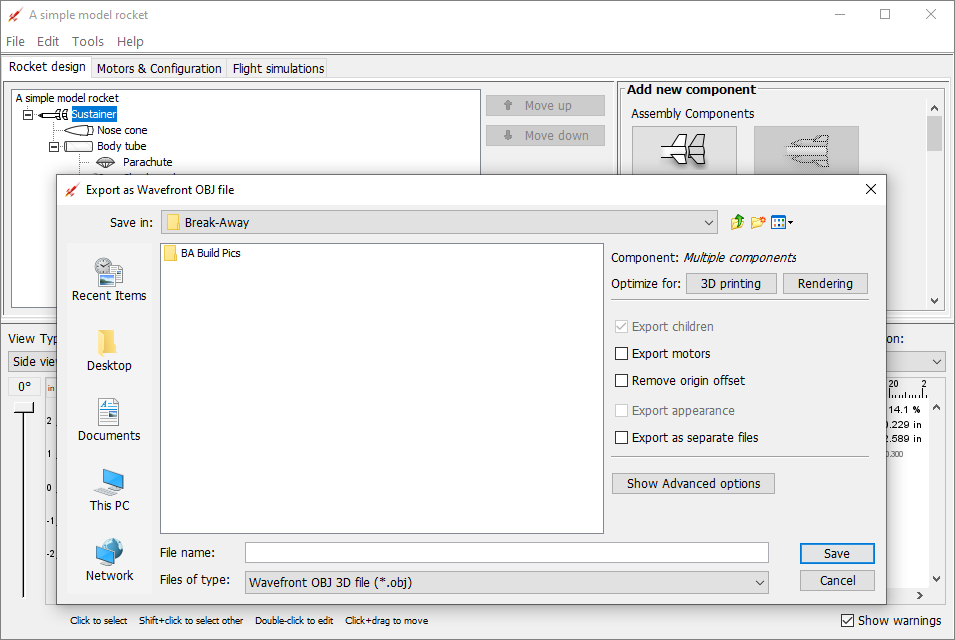 A simple model rocket
File Edit Tools Help
Rocket design Motors & Configuration Flight simulations
A simple model rocket
Sustainer
Nose cone
Body tube
Parachute
Move up
Move down
Add new component
Assembly Components
Export as Wavefront OBJ file
Save in: Break-Away
BA Build Pics
Recent Items
Desktop
Documents
This PC
Network
Component: Multiple components
Optimize for: 3D printing Rendering
Export children
Export motors
Remove origin offset
Export appearance
Export as separate files
Show Advanced options
File name:
Save
Files of type: Wavefront OBJ 3D file (*.obj)
Cancel
View Typ
Side vie
0°
in
2
1
0
-1
-2
on:
20 2
14.1 %
0.229 in
2.589 in
0.300
Click to select Shift+click to select other Double-click to edit Click+drag to move
Show warnings